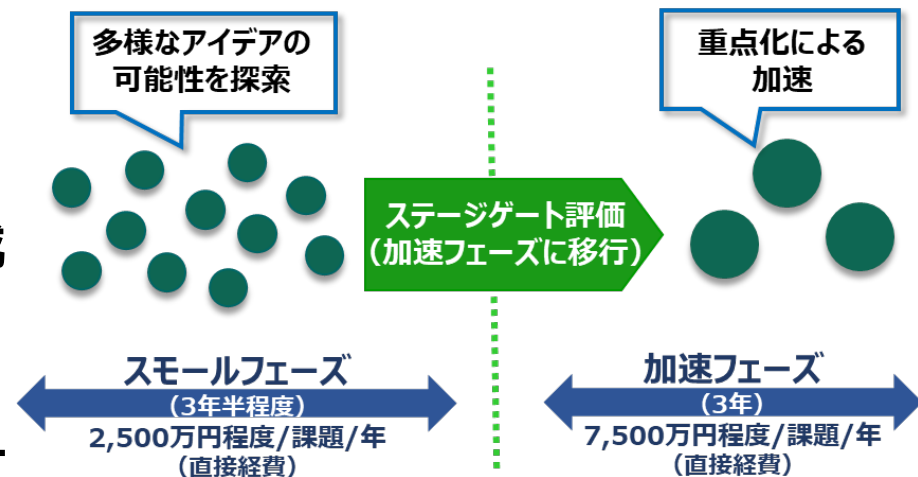 多様なアイデアの
可能性を探索
重点化による
加速
ステージゲート評価
（加速フェーズに移行）
スモールフェーズ
（3年半程度）
2,500万円程度/課題/年
（直接経費）
加速フェーズ
（3年）
7,500万円程度/課題/年
（直接経費）